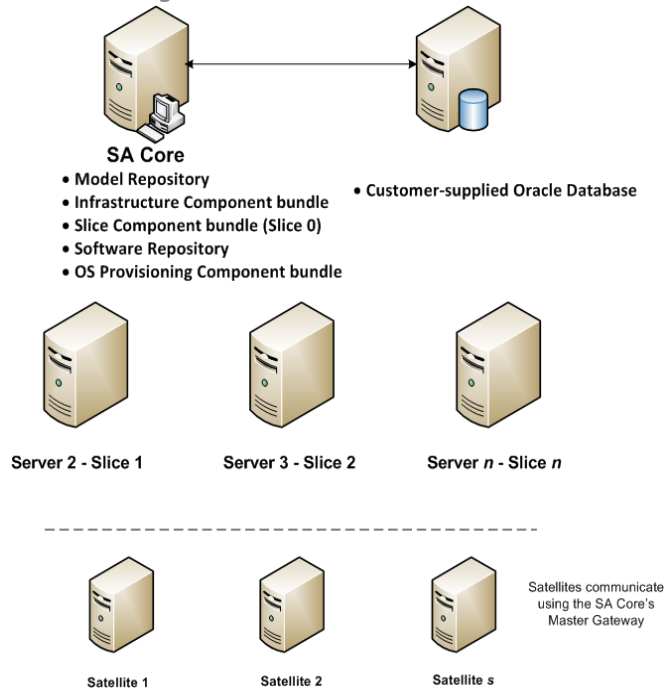 SA Core
• Model Repository
• Infrastructure Component bundle
• Slice Component bundle (Slice 0)
• Software Repository
• OS Provisioning Component bundle
• Customer-supplied Oracle Database
Server 2 - Slice 1
Server 3 - Slice 2
Server n - Slice n
Satellites communicate
using the SA Core's
Master Gateway
Satellite 1
Satellite 2
Satellite s